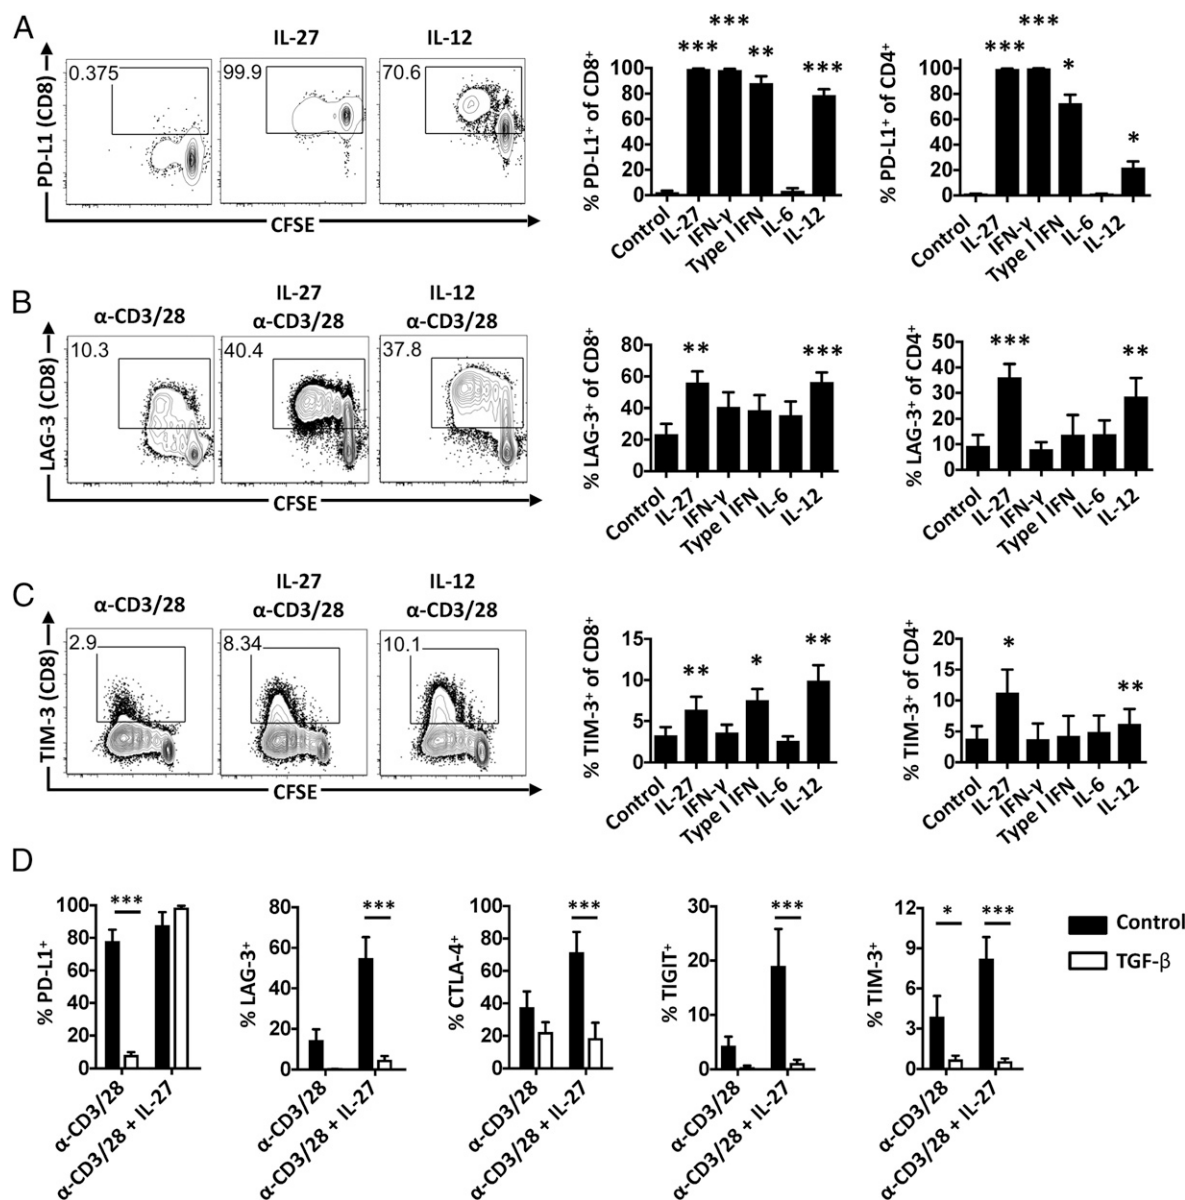 A
IL-27
IL-12
PD-L1 (CD8)
0.375
99.9
70.6
CFSE
% PD-L1⁺ of CD8⁺
100
80
60
40
20
0
***
***
**
***
Control
IL-27
IFN-γ
Type I IFN
IL-6
IL-12
% PD-L1⁺ of CD4⁺
100
80
60
40
20
0
***
***
*
*
Control
IL-27
IFN-γ
Type I IFN
IL-6
IL-12
B
α-CD3/28
IL-27
α-CD3/28
IL-12
α-CD3/28
LAG-3 (CD8)
10.3
40.4
37.8
CFSE
% LAG-3⁺ of CD8⁺
80
60
40
20
0
**
***
Control
IL-27
IFN-γ
Type I IFN
IL-6
IL-12
% LAG-3⁺ of CD4⁺
50
40
30
20
10
0
***
**
Control
IL-27
IFN-γ
Type I IFN
IL-6
IL-12
C
α-CD3/28
IL-27
α-CD3/28
IL-12
α-CD3/28
TIM-3 (CD8)
2.9
8.34
10.1
CFSE
% TIM-3⁺ of CD8⁺
15
10
5
0
**
*
**
Control
IL-27
IFN-γ
Type I IFN
IL-6
IL-12
% TIM-3⁺ of CD4⁺
20
15
10
5
0
*
**
Control
IL-27
IFN-γ
Type I IFN
IL-6
IL-12
D
% PD-L1⁺
100
80
60
40
20
0
***
α-CD3/28
α-CD3/28 + IL-27
% LAG-3⁺
80
60
40
20
0
***
α-CD3/28
α-CD3/28 + IL-27
% CTLA-4⁺
100
80
60
40
20
0
***
α-CD3/28
α-CD3/28 + IL-27
% TIGIT⁺
30
20
10
0
***
α-CD3/28
α-CD3/28 + IL-27
% TIM-3⁺
12
9
6
3
0
*
***
α-CD3/28
α-CD3/28 + IL-27
Control
TGF-β